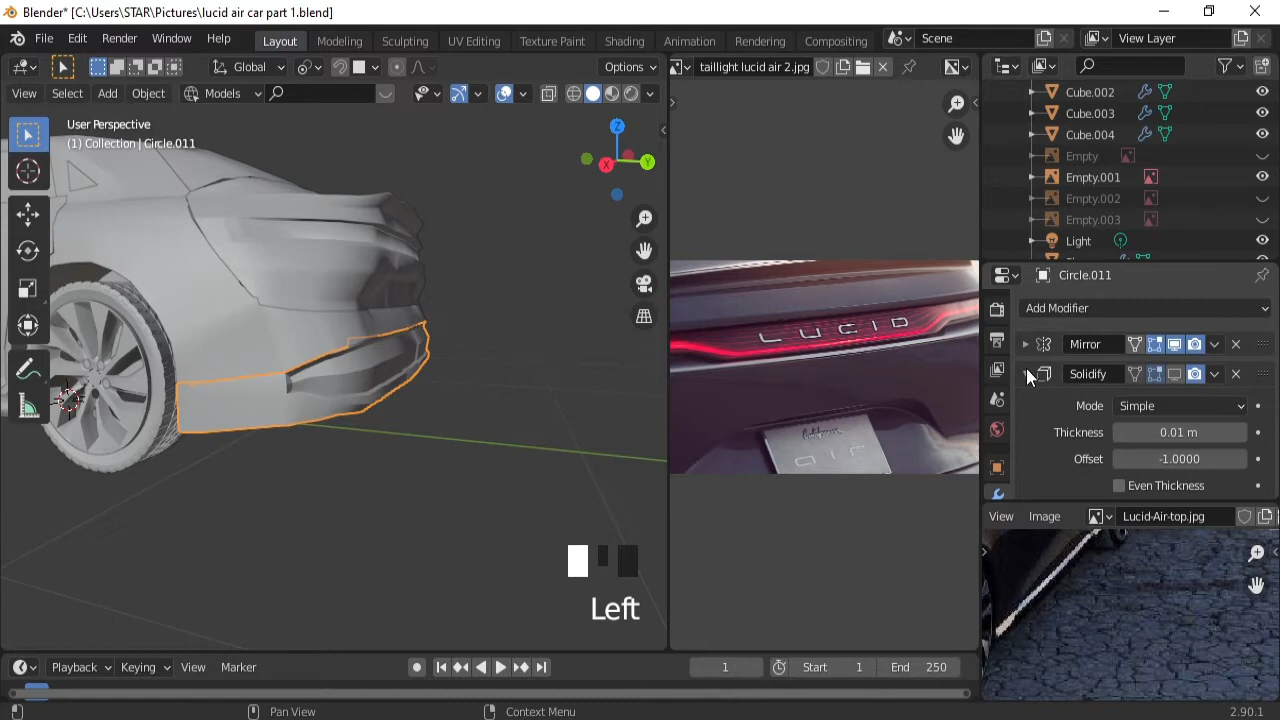 Blender* [C:\Users\STAR\Pictures\lucid air car part 1.blend]
File Edit Render Window Help
Layout Modeling Sculpting UV Editing Texture Paint Shading Animation Rendering Compositing
Scene
View Layer
Global
Options
taillight lucid air 2.jpg
View Select Add Object
Models
User Perspective
(1) Collection | Circle.011
Z
Y
X
Cube.002
Cube.003
Cube.004
Empty
Empty.001
Empty.002
Empty.003
Light
Circle.011
Add Modifier
Mirror
Solidify
Mode Simple
Thickness 0.01 m
Offset -1.0000
Even Thickness
LUCID
California
air
View Image
Lucid-Air-top.jpg
Left
Playback Keying View Marker
1
Start 1
End 250
Pan View
Context Menu
2.90.1